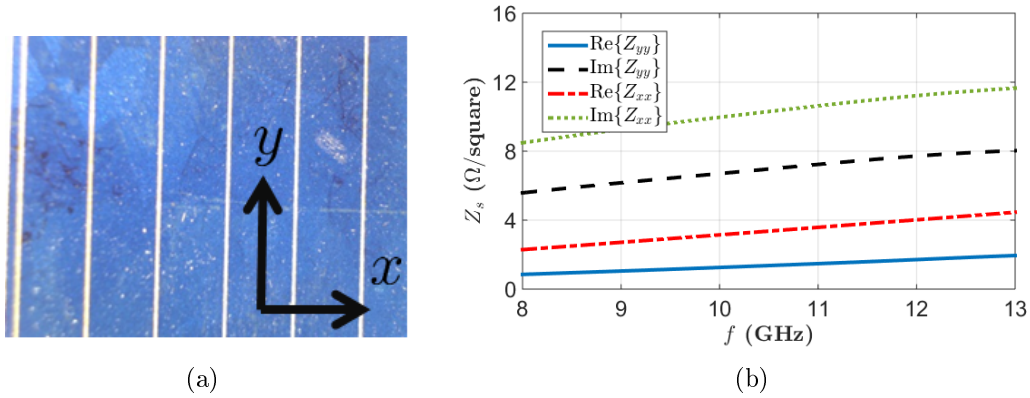 y
x
(a)
16
12
8
4
0
Z_s (Ω/square)
Re{Z_yy}
Im{Z_yy}
Re{Z_xx}
Im{Z_xx}
8 9 10 11 12 13
f (GHz)
(b)